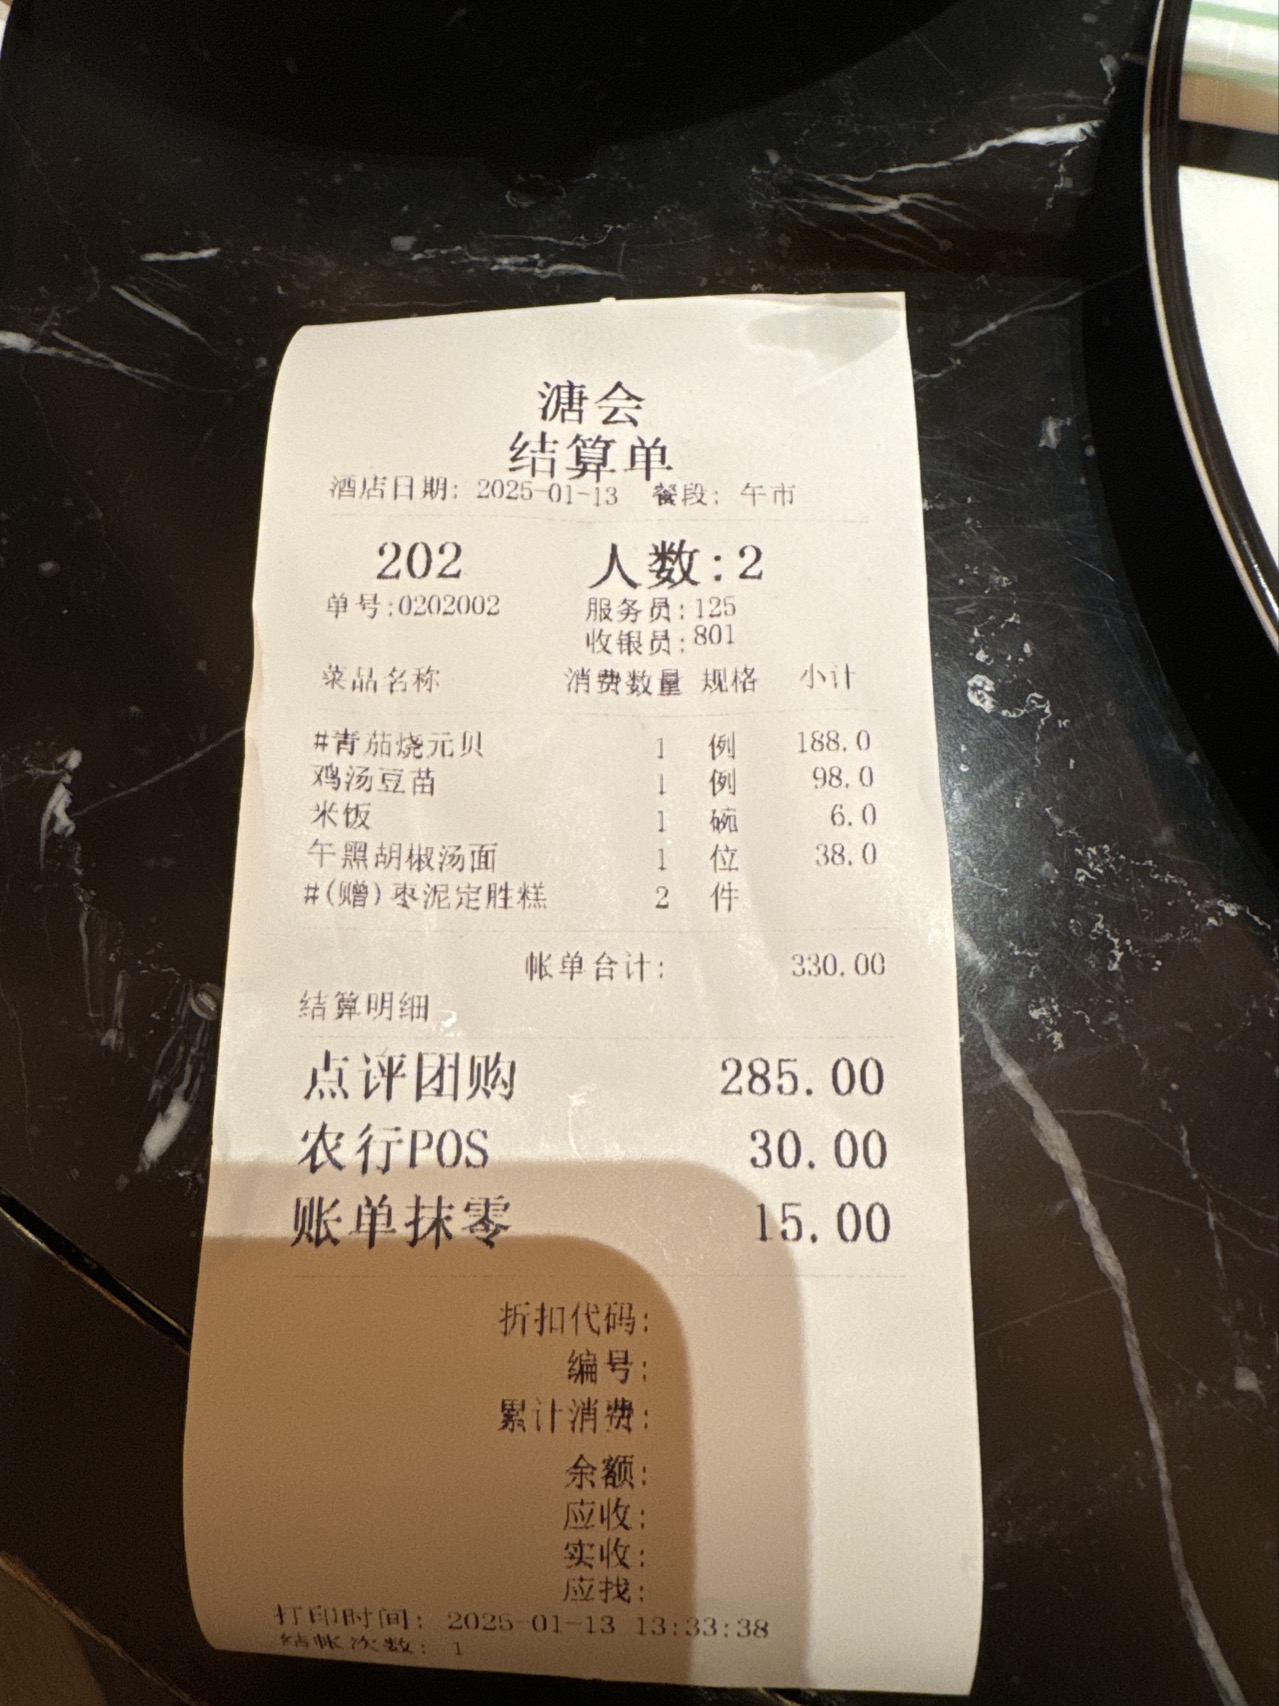 溏会
结算单
酒店日期: 2025-01-13 餐段: 午市
202 人数:2
单号:0202002 服务员:125
收银员:801
菜品名称 消费数量 规格 小计
#青茄烧元贝 1 例 188.0
鸡汤豆苗 1 例 98.0
米饭 1 碗 6.0
午黑胡椒汤面 1 位 38.0
#(赠)枣泥定胜糕 2 件
帐单合计: 330.00
结算明细
点评团购 285.00
农行POS 30.00
账单抹零 15.00
折扣代码:
编号:
累计消费:
余额:
应收:
实收:
应找:
打印时间: 2025-01-13 13:33:38
结帐次数: 1